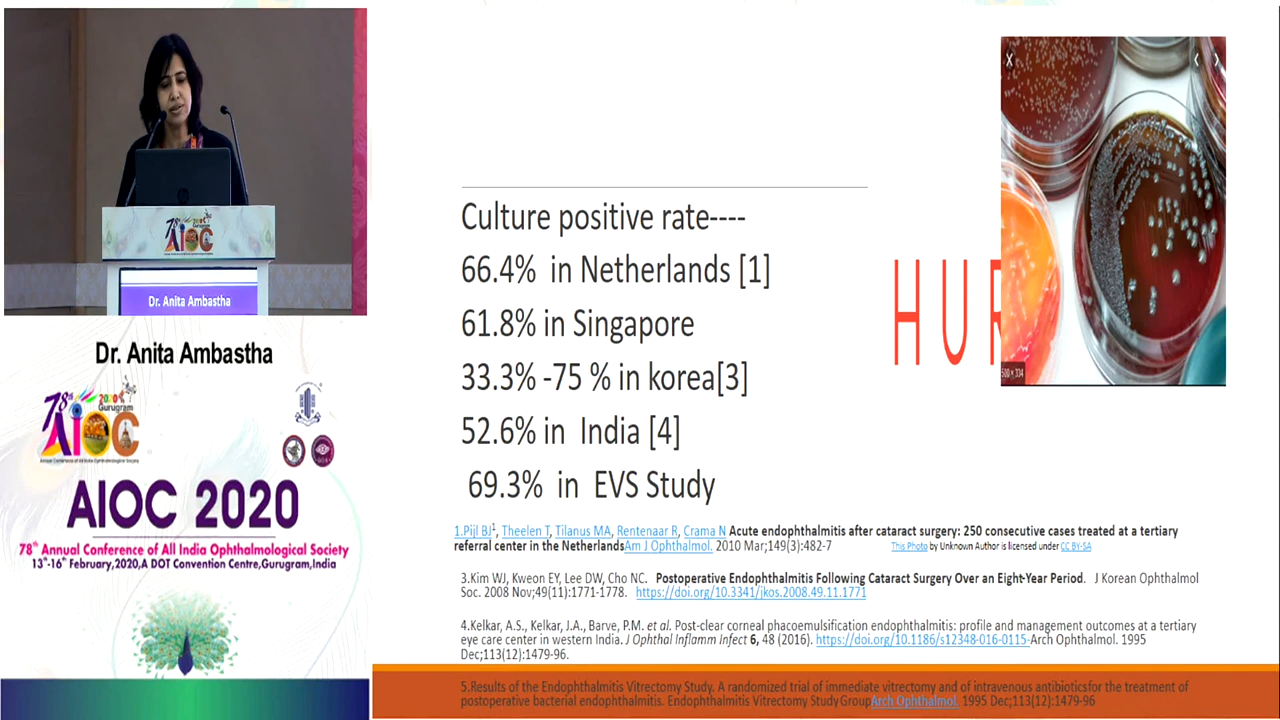 Dr. Anita Ambastha
Dr. Anita Ambastha
78th
2020
Gurugram
AIOC
AIOC 2020
78th Annual Conference of All India Ophthalmological Society
13th-16th February,2020,A DOT Convention Centre,Gurugram,India
Culture positive rate----
66.4% in Netherlands [1]
61.8% in Singapore
33.3% -75 % in korea[3]
52.6% in India [4]
69.3% in EVS Study
HUR
500 × 334
1.Pijl BJ1, Theelen T, Tilanus MA, Rentenaar R, Crama N Acute endophthalmitis after cataract surgery: 250 consecutive cases treated at a tertiary
referral center in the NetherlandsAm J Ophthalmol. 2010 Mar;149(3):482-7
This Photo by Unknown Author is licensed under CC BY-SA
3.Kim WJ, Kweon EY, Lee DW, Cho NC. Postoperative Endophthalmitis Following Cataract Surgery Over an Eight-Year Period. J Korean Ophthalmol
Soc. 2008 Nov;49(11):1771-1778. https://doi.org/10.3341/jkos.2008.49.11.1771
4.Kelkar, A.S., Kelkar, J.A., Barve, P.M. et al. Post-clear corneal phacoemulsification endophthalmitis: profile and management outcomes at a tertiary
eye care center in western India. J Ophthal Inflamm Infect 6, 48 (2016). https://doi.org/10.1186/s12348-016-0115-Arch Ophthalmol. 1995
Dec;113(12):1479-96.
5.Results of the Endophthalmitis Vitrectomy Study. A randomized trial of immediate vitrectomy and of intravenous antibioticsfor the treatment of
postoperative bacterial endophthalmitis. Endophthalmitis Vitrectomy Study GroupArch Ophthalmol. 1995 Dec;113(12):1479-96